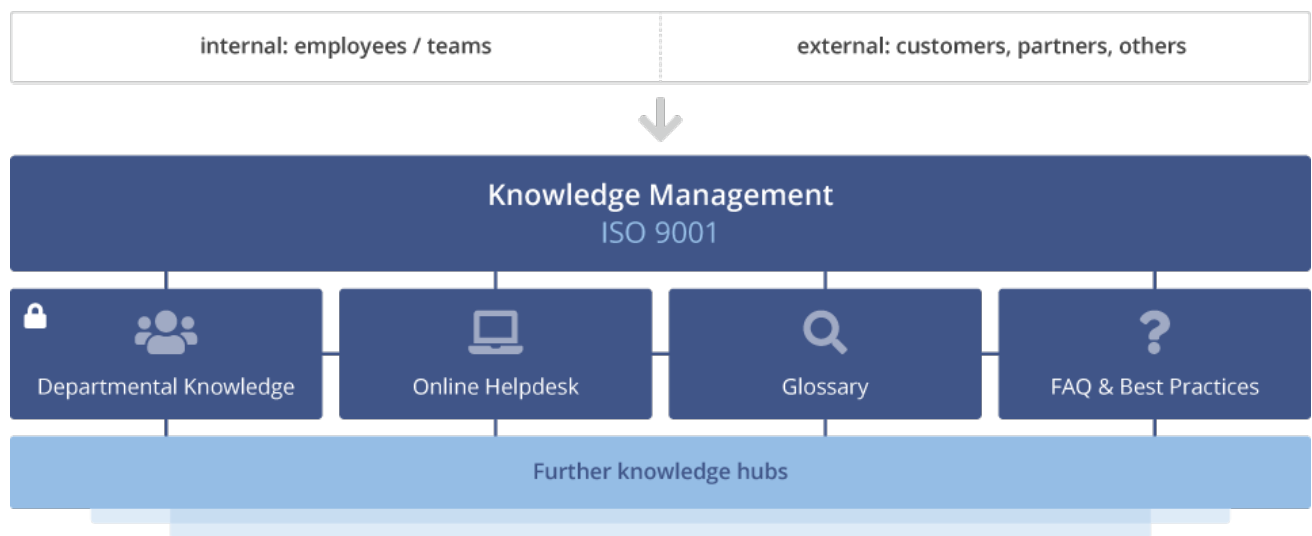 internal: employees / teams
external: customers, partners, others
Knowledge Management
ISO 9001
Departmental Knowledge
Online Helpdesk
Glossary
FAQ & Best Practices
Further knowledge hubs